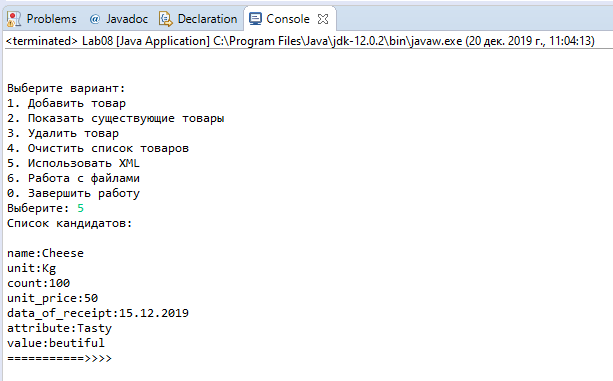 Problems @ Javadoc Declaration Console
<terminated> Lab08 [Java Application] C:\Program Files\Java\jdk-12.0.2\bin\javaw.exe (20 дек. 2019 г., 11:04:13)
Выберите вариант:
1. Добавить товар
2. Показать существующие товары
3. Удалить товар
4. Очистить список товаров
5. Использовать XML
6. Работа с файлами
0. Завершить работу
Выберите: 5
Список кандидатов:
name:Cheese
unit:Kg
count:100
unit_price:50
data_of_receipt:15.12.2019
attribute:Tasty
value:beutiful
===========>>>>